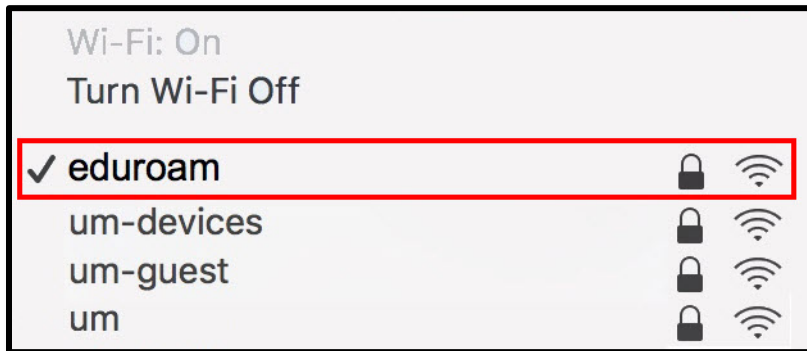 Wi-Fi: On
Turn Wi-Fi Off
eduroam
um-devices
um-guest
um